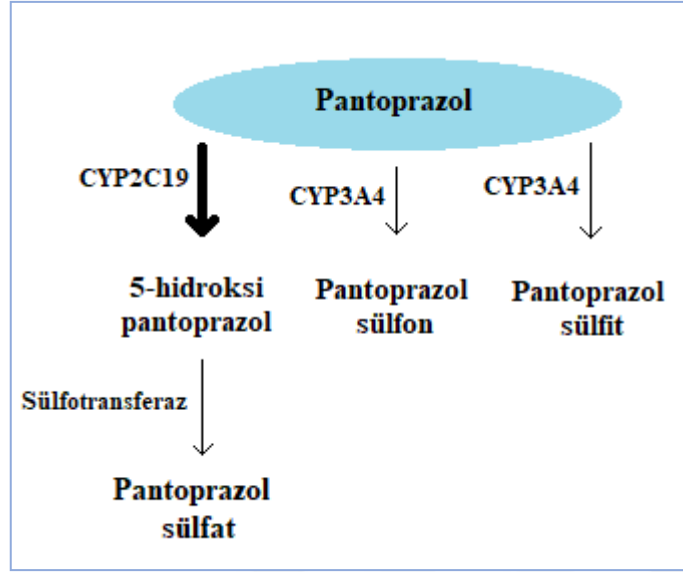 Pantoprazol
CYP2C19
CYP3A4
CYP3A4
5-hidroksi
pantoprazol
Pantoprazol
sülfon
Pantoprazol
sülfit
Sülfotransferaz
Pantoprazol
sülfat